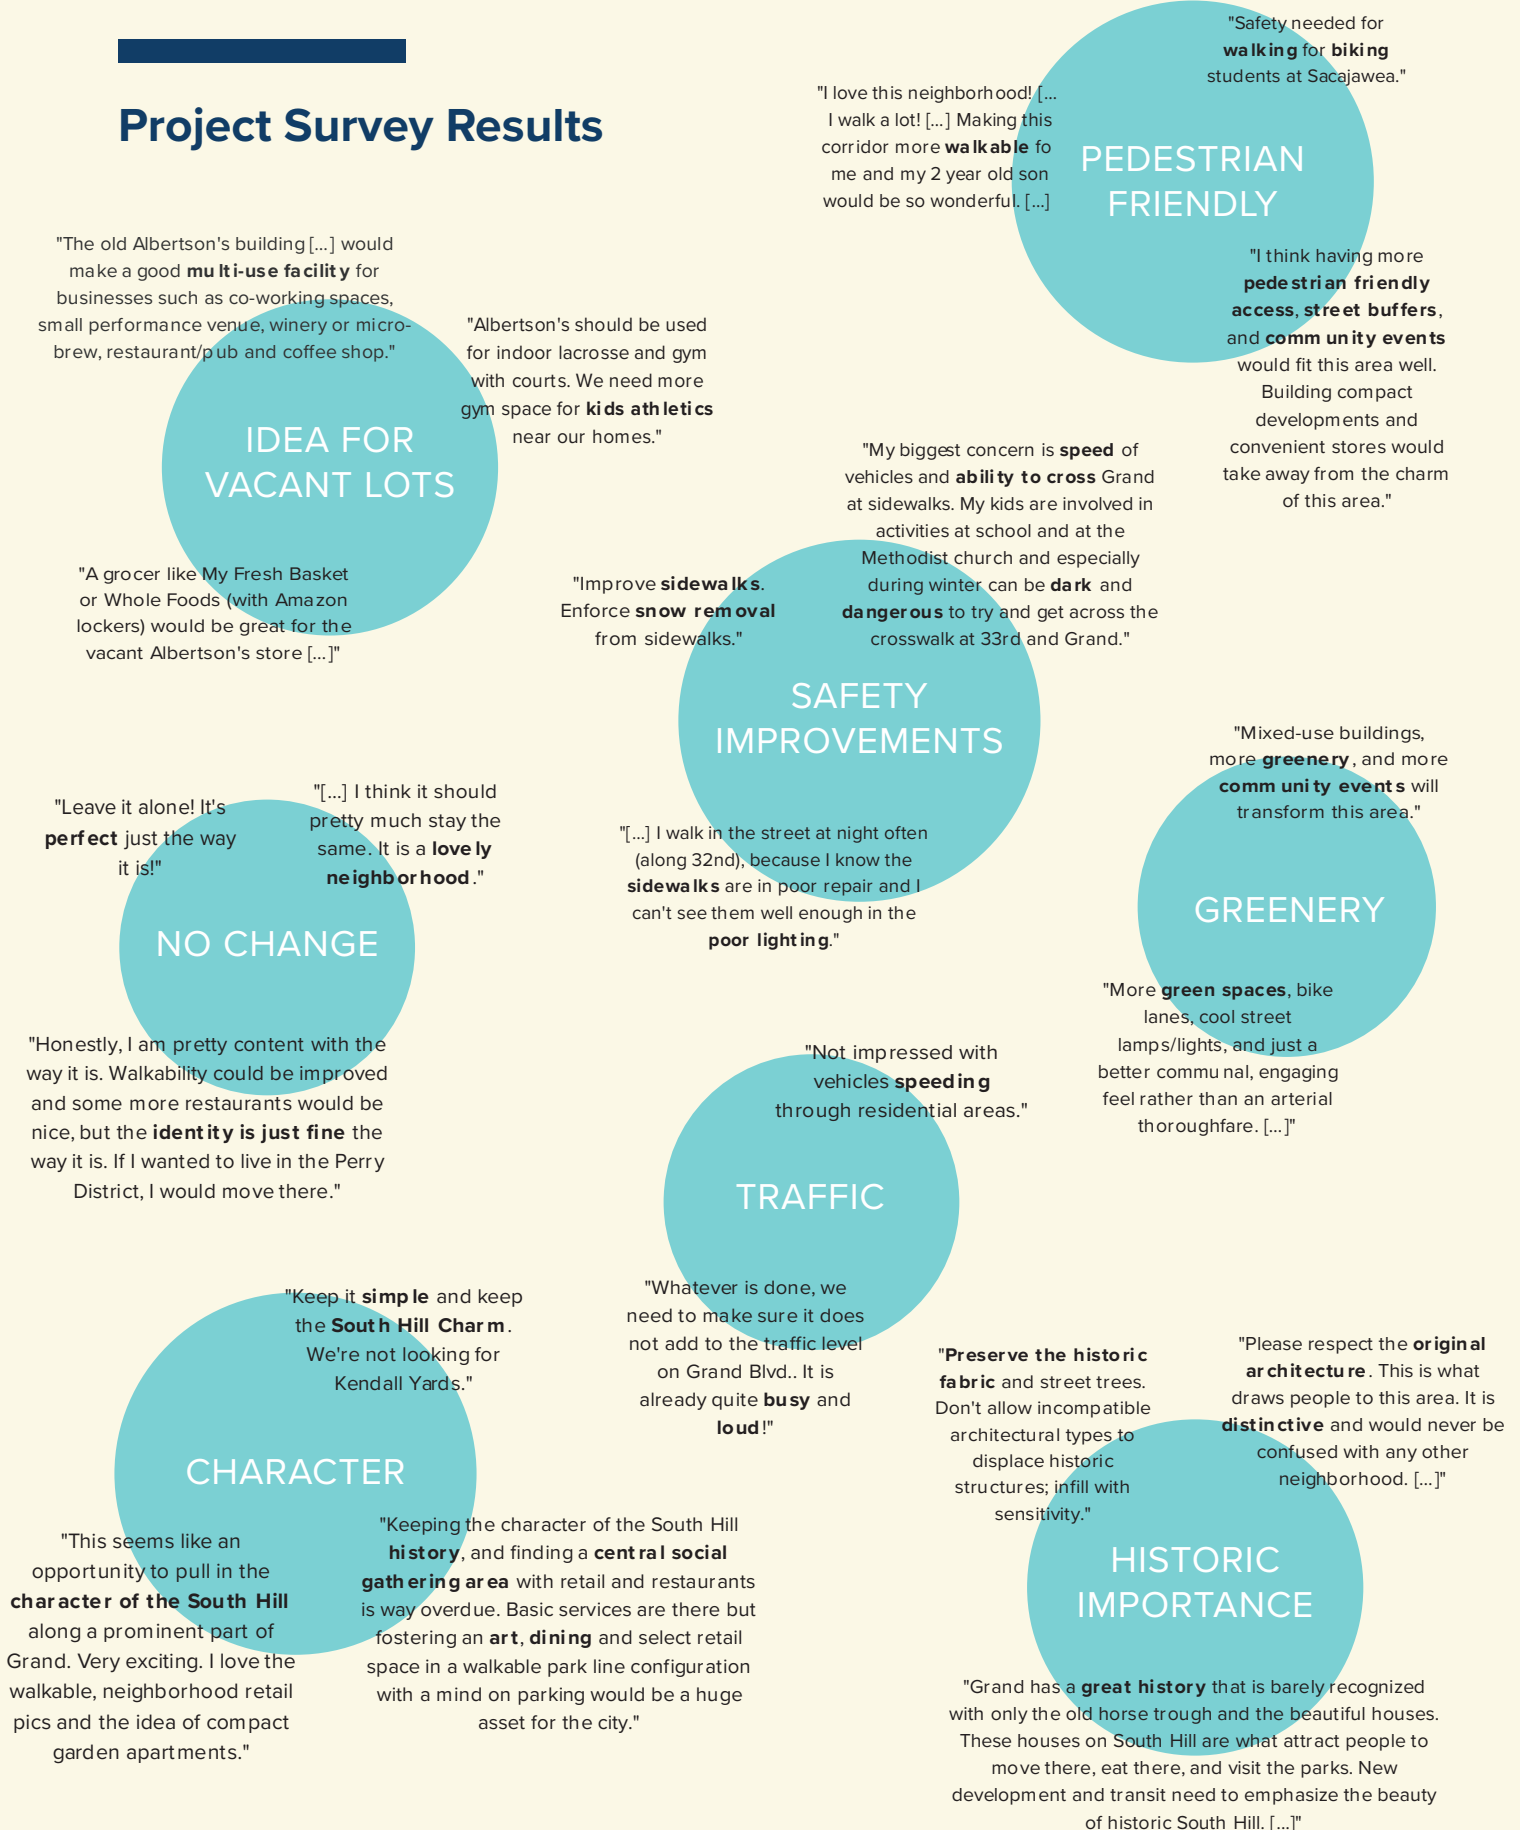 Project Survey Results
"Safety needed for
walking for biking
students at Sacajawea."
"I love this neighborhood! [...
I walk a lot! [...] Making this
corridor more walkable fo
me and my 2 year old son
would be so wonderful. [...]
PEDESTRIAN
FRIENDLY
"I think having more
pedestrian friendly
access, street buffers,
and community events
would fit this area well.
Building compact
developments and
convenient stores would
take away from the charm
of this area."
"The old Albertson's building [...] would
make a good multi-use facility for
businesses such as co-working spaces,
small performance venue, winery or micro-
brew, restaurant/pub and coffee shop."
"Albertson's should be used
for indoor lacrosse and gym
with courts. We need more
gym space for kids athletics
near our homes."
IDEA FOR
VACANT LOTS
"A grocer like My Fresh Basket
or Whole Foods (with Amazon
lockers) would be great for the
vacant Albertson's store [...]"
"My biggest concern is speed of
vehicles and ability to cross Grand
at sidewalks. My kids are involved in
activities at school and at the
Methodist church and especially
during winter can be dark and
dangerous to try and get across the
crosswalk at 33rd and Grand."
"Improve sidewalks.
Enforce snow removal
from sidewalks."
SAFETY
IMPROVEMENTS
"[...] I walk in the street at night often
(along 32nd), because I know the
sidewalks are in poor repair and I
can't see them well enough in the
poor lighting."
"Mixed-use buildings,
more greenery, and more
community events will
transform this area."
GREENERY
"More green spaces, bike
lanes, cool street
lamps/lights, and just a
better communal, engaging
feel rather than an arterial
thoroughfare. [...]"
"Leave it alone! It's
perfect just the way
it is!"
"[...] I think it should
pretty much stay the
same. It is a lovely
neighborhood."
NO CHANGE
"Honestly, I am pretty content with the
way it is. Walkability could be improved
and some more restaurants would be
nice, but the identity is just fine the
way it is. If I wanted to live in the Perry
District, I would move there."
"Not impressed with
vehicles speeding
through residential areas."
TRAFFIC
"Whatever is done, we
need to make sure it does
not add to the traffic level
on Grand Blvd.. It is
already quite busy and
loud!"
"Keep it simple and keep
the South Hill Charm.
We're not looking for
Kendall Yards."
CHARACTER
"This seems like an
opportunity to pull in the
character of the South Hill
along a prominent part of
Grand. Very exciting. I love the
walkable, neighborhood retail
pics and the idea of compact
garden apartments."
"Keeping the character of the South Hill
history, and finding a central social
gathering area with retail and restaurants
is way overdue. Basic services are there but
fostering an art, dining and select retail
space in a walkable park line configuration
with a mind on parking would be a huge
asset for the city."
"Preserve the historic
fabric and street trees.
Don't allow incompatible
architectural types to
displace historic
structures; infill with
sensitivity."
"Please respect the original
architecture. This is what
draws people to this area. It is
distinctive and would never be
confused with any other
neighborhood. [...]"
HISTORIC
IMPORTANCE
"Grand has a great history that is barely recognized
with only the old horse trough and the beautiful houses.
These houses on South Hill are what attract people to
move there, eat there, and visit the parks. New
development and transit need to emphasize the beauty
of historic South Hill. [...]"